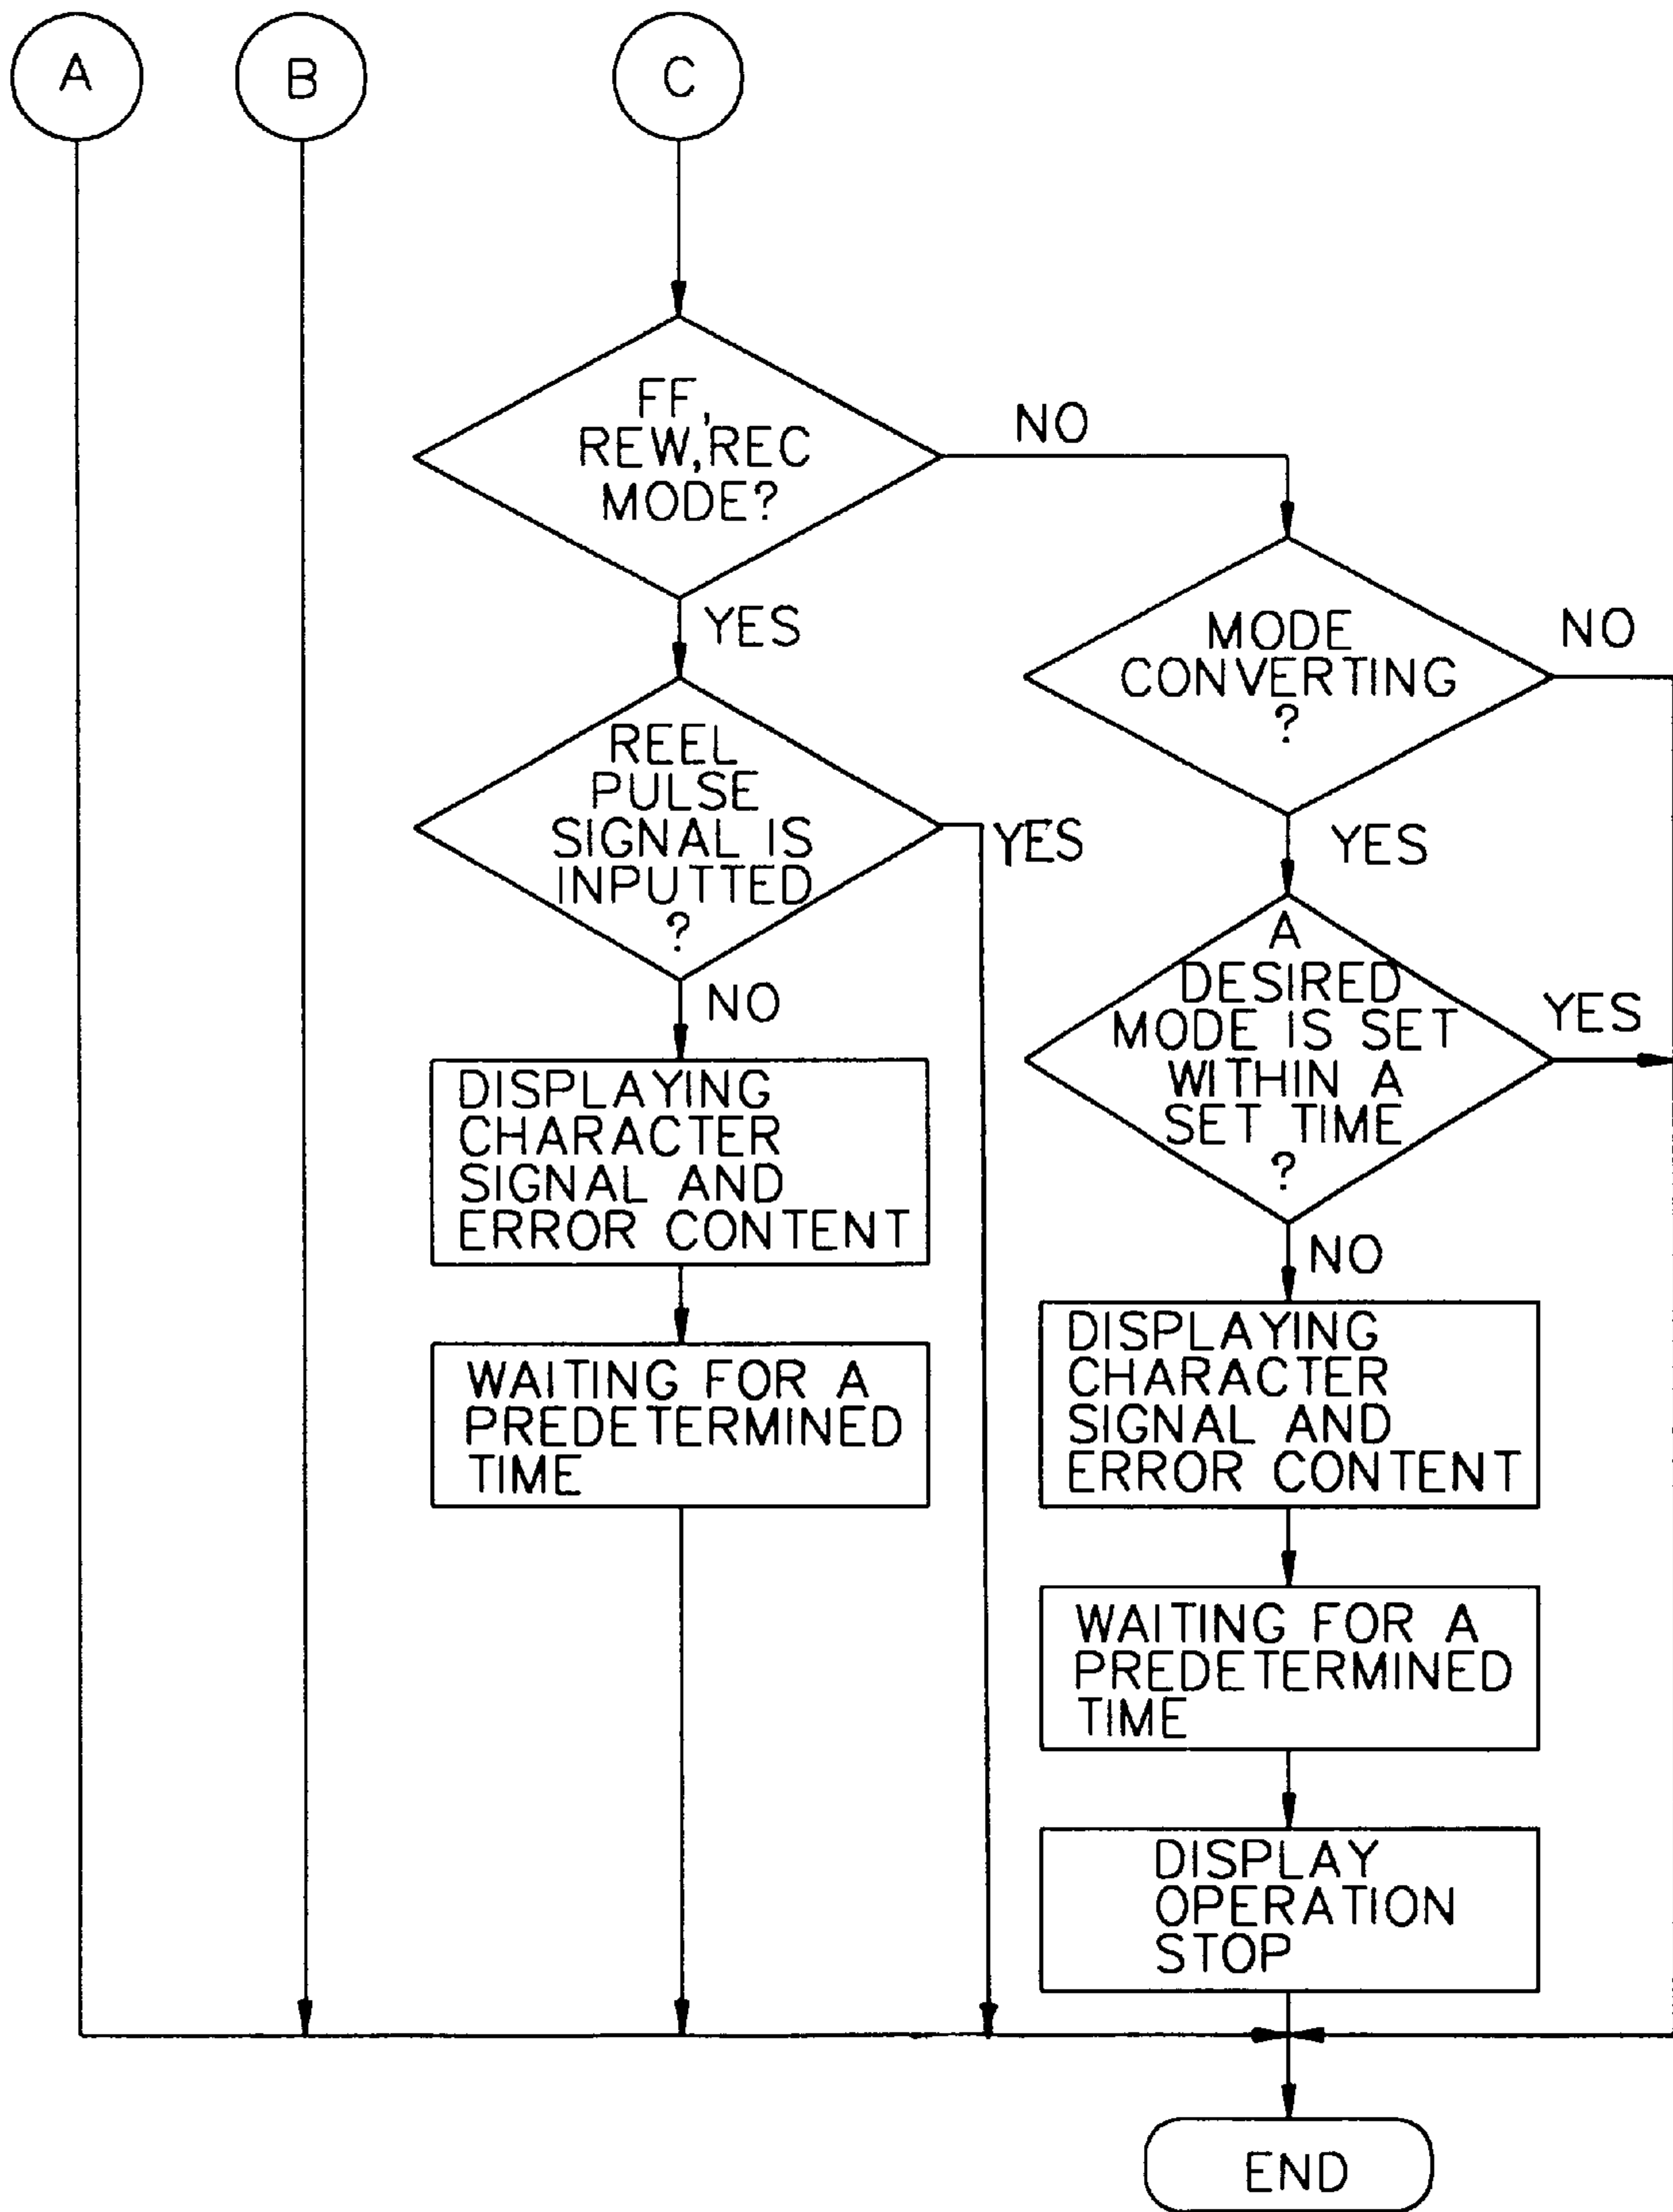 A
B
C
FF,
REW,REC
MODE?
NO
YES
MODE
CONVERTING
?
NO
REEL
PULSE
SIGNAL IS
INPUTTED
?
YES
YES
NO
A
DESIRED
MODE IS SET
WITHIN A
SET TIME
?
YES
NO
DISPLAYING
CHARACTER
SIGNAL AND
ERROR CONTENT
WAITING FOR A
PREDETERMINED
TIME
DISPLAYING
CHARACTER
SIGNAL AND
ERROR CONTENT
WAITING FOR A
PREDETERMINED
TIME
DISPLAY
OPERATION
STOP
END